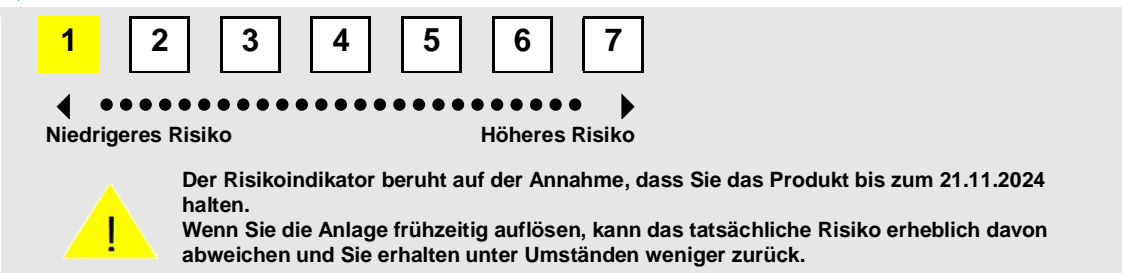 1 2 3 4 5 6 7
Niedrigeres Risiko Höheres Risiko
Der Risikoindikator beruht auf der Annahme, dass Sie das Produkt bis zum 21.11.2024
halten.
Wenn Sie die Anlage frühzeitig auflösen, kann das tatsächliche Risiko erheblich davon
! abweichen und Sie erhalten unter Umständen weniger zurück.